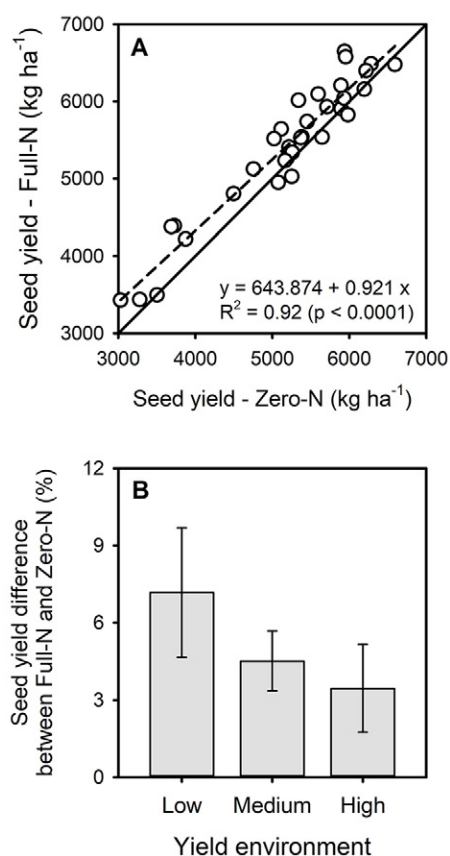 A
Seed yield - Full-N (kg ha⁻¹)
7000
6000
5000
4000
3000
y = 643.874 + 0.921 x
R² = 0.92 (p < 0.0001)
3000 4000 5000 6000 7000
Seed yield - Zero-N (kg ha⁻¹)
B
Seed yield difference
between Full-N and Zero-N (%)
12
9
6
3
0
Low Medium High
Yield environment